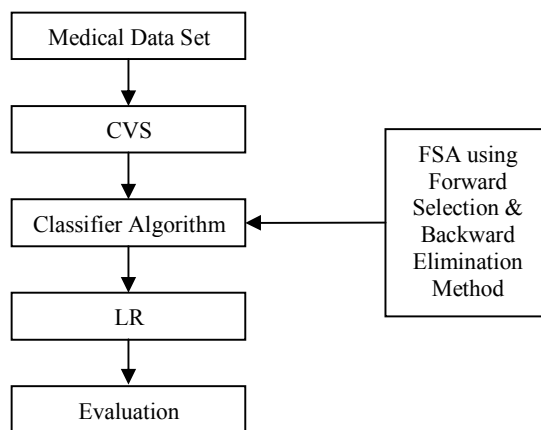 Medical Data Set
CVS
Classifier Algorithm
LR
Evaluation
FSA using
Forward
Selection &
Backward
Elimination
Method